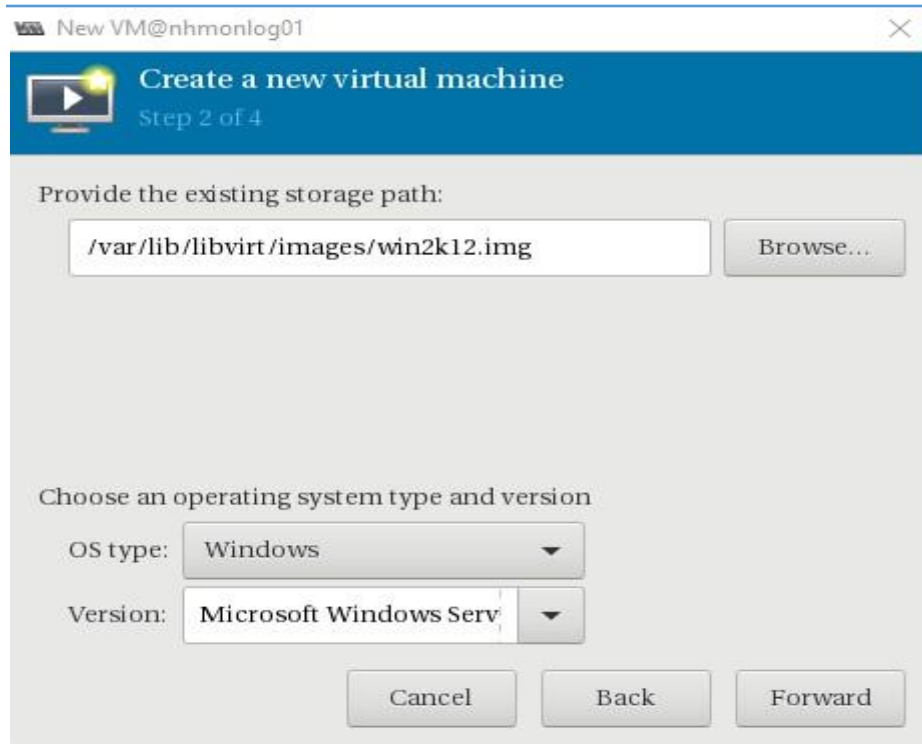 New VM@nhmonlog01
Create a new virtual machine
Step 2 of 4
Provide the existing storage path:
/var/lib/libvirt/images/win2k12.img Browse...
Choose an operating system type and version
OS type: Windows
Version: Microsoft Windows Serv
Cancel Back Forward